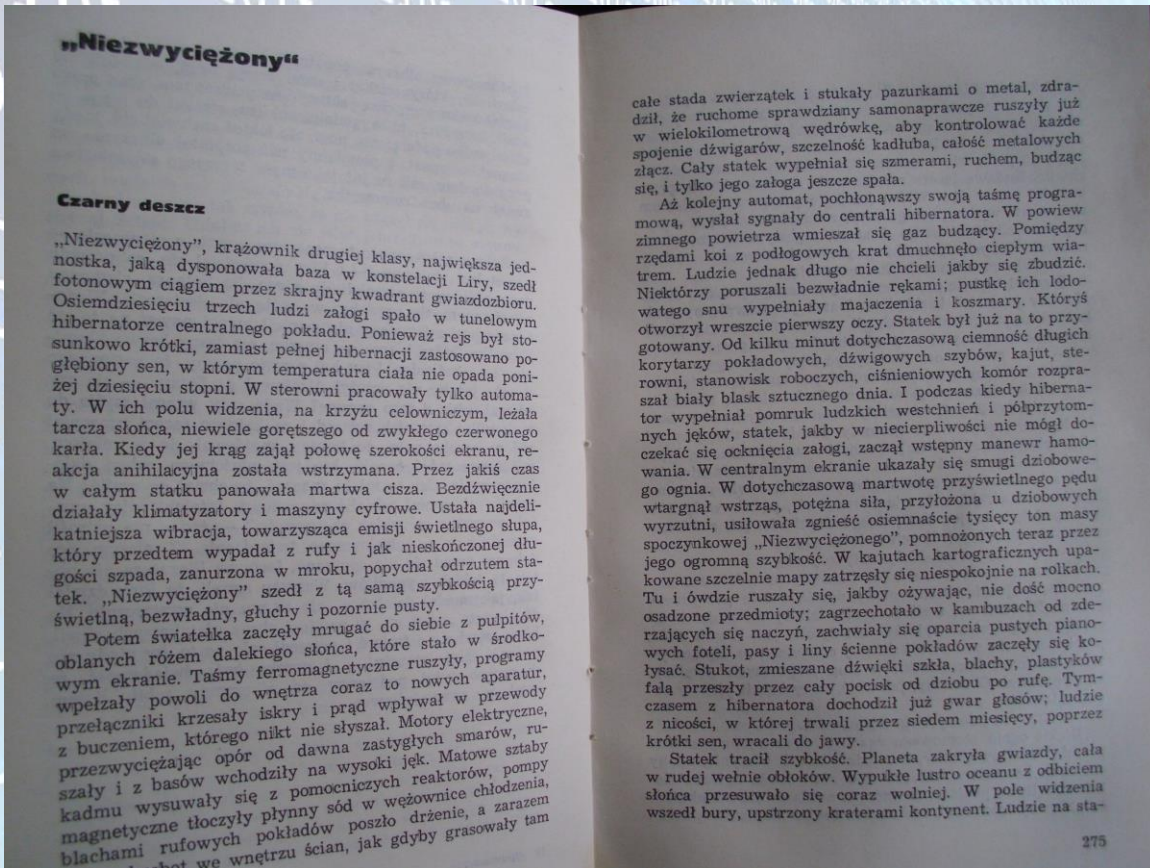 „Niezwyciężony“
Czarny deszcz
„Niezwyciężony”, krążownik drugiej klasy, największa jed-
nostka, jaką dysponowała baza w konstelacji Liry, szedł
fotonowym ciągiem przez skrajny kwadrant gwiazdozbioru.
Osiemdziesięciu trzech ludzi załogi spało w tunelowym
hibernatorze centralnego pokładu. Ponieważ rejs był sto-
sunkowo krótki, zamiast pełnej hibernacji zastosowano po-
głębiony sen, w którym temperatura ciała nie opada poni-
żej dziesięciu stopni. W sterowni pracowały tylko automa-
ty. W ich polu widzenia, na krzyżu celowniczym, leżała
tarcza słońca, niewiele gorętszego od zwykłego czerwonego
karła. Kiedy jej krąg zajął połowę szerokości ekranu, re-
akcja anihilacyjna została wstrzymana. Przez jakiś czas
w całym statku panowała martwa cisza. Bezdźwięcznie
działały klimatyzatory i maszyny cyfrowe. Ustała najdeli-
katniejsza wibracja, towarzysząca emisji świetlnego słupa,
który przedtem wypadał z rufy i jak nieskończonej dłu-
gości szpada, zanurzona w mroku, popychał odrzutem sta-
tek. „Niezwyciężony” szedł z tą samą szybkością przy-
świetlną, bezwładny, głuchy i pozornie pusty.
Potem światełka zaczęły mrugać do siebie z pulpitów,
oblanych różem dalekiego słońca, które stało w środko-
wym ekranie. Taśmy ferromagnetyczne ruszyły, programy
wpełzały powoli do wnętrza coraz to nowych aparatur,
przełączniki krzesały iskry i prąd wpływał w przewody
z buczeniem, którego nikt nie słyszał. Motory elektryczne,
przezwyciężając opór od dawna zastygłych smarów, ru-
szały i z basów wchodziły na wysoki jęk. Matowe sztaby
kadmu wysuwały się z pomocniczych reaktorów, pompy
magnetyczne tłoczyły płynny sód w wężownice chłodzenia,
blachami rufowych pokładów poszło drżenie, a zarazem
we wnętrzu ścian, jak gdyby grasowały tam
całe stada zwierzątek i stukały pazurkami o metal, zdra-
dził, że ruchome sprawdziany samonaprawcze ruszyły już
w wielokilometrową wędrówkę, aby kontrolować każde
spojenie dźwigarów, szczelność kadłuba, całość metalowych
złącz. Cały statek wypełniał się szmerami, ruchem, budząc
się, i tylko jego załoga jeszcze spała.
Aż kolejny automat, pochłonąwszy swoją taśmę progra-
mową, wysłał sygnały do centrali hibernatora. W powiew
zimnego powietrza wmieszał się gaz budzący. Pomiędzy
rzędami koi z podłogowych krat dmuchnęło ciepłym wia-
trem. Ludzie jednak długo nie chcieli jakby się zbudzić.
Niektórzy poruszali bezwładnie rękami; pustkę ich lodo-
watego snu wypełniały majaczenia i koszmary. Któryś
otworzył wreszcie pierwszy oczy. Statek był już na to przy-
gotowany. Od kilku minut dotychczasową ciemność długich
korytarzy pokładowych, dźwigowych szybów, kajut, ste-
rowni, stanowisk roboczych, ciśnieniowych komór rozpra-
szał biały blask sztucznego dnia. I podczas kiedy hiberna-
tor wypełniał pomruk ludzkich westchnień i półprzytom-
nych jęków, statek, jakby w niecierpliwości nie mógł do-
czekać się ocknięcia załogi, zaczął wstępny manewr hamo-
wania. W centralnym ekranie ukazały się smugi dziobowe-
go ognia. W dotychczasową martwotę przyświetlnego pędu
wtargnął wstrząs, potężna siła, przyłożona u dziobowych
wyrzutni, usiłowała zgnieść osiemnaście tysięcy ton masy
spoczynkowej „Niezwyciężonego”, pomnożonych teraz przez
jego ogromną szybkość. W kajutach kartograficznych upa-
kowane szczelnie mapy zatrzęsły się niespokojnie na rolkach.
Tu i ówdzie ruszały się, jakby ożywając, nie dość mocno
osadzone przedmioty; zagrzechotało w kambuzach od zde-
rzających się naczyń, zachwiały się oparcia pustych piano-
wych foteli, pasy i liny ścienne pokładów zaczęły się ko-
łysać. Stukot, zmieszane dźwięki szkła, blachy, plastyków
falą przeszły przez cały pocisk od dziobu po rufę. Tym-
czasem z hibernatora dochodził już gwar głosów; ludzie
z nicości, w której trwali przez siedem miesięcy, poprzez
krótki sen, wracali do jawy.
Statek tracił szybkość. Planeta zakryła gwiazdy, cała
w rudej wełnie obłoków. Wypukłe lustro oceanu z odbiciem
słońca przesuwało się coraz wolniej. W pole widzenia
wszedł bury, upstrzony kraterami kontynent. Ludzie na sta-
275